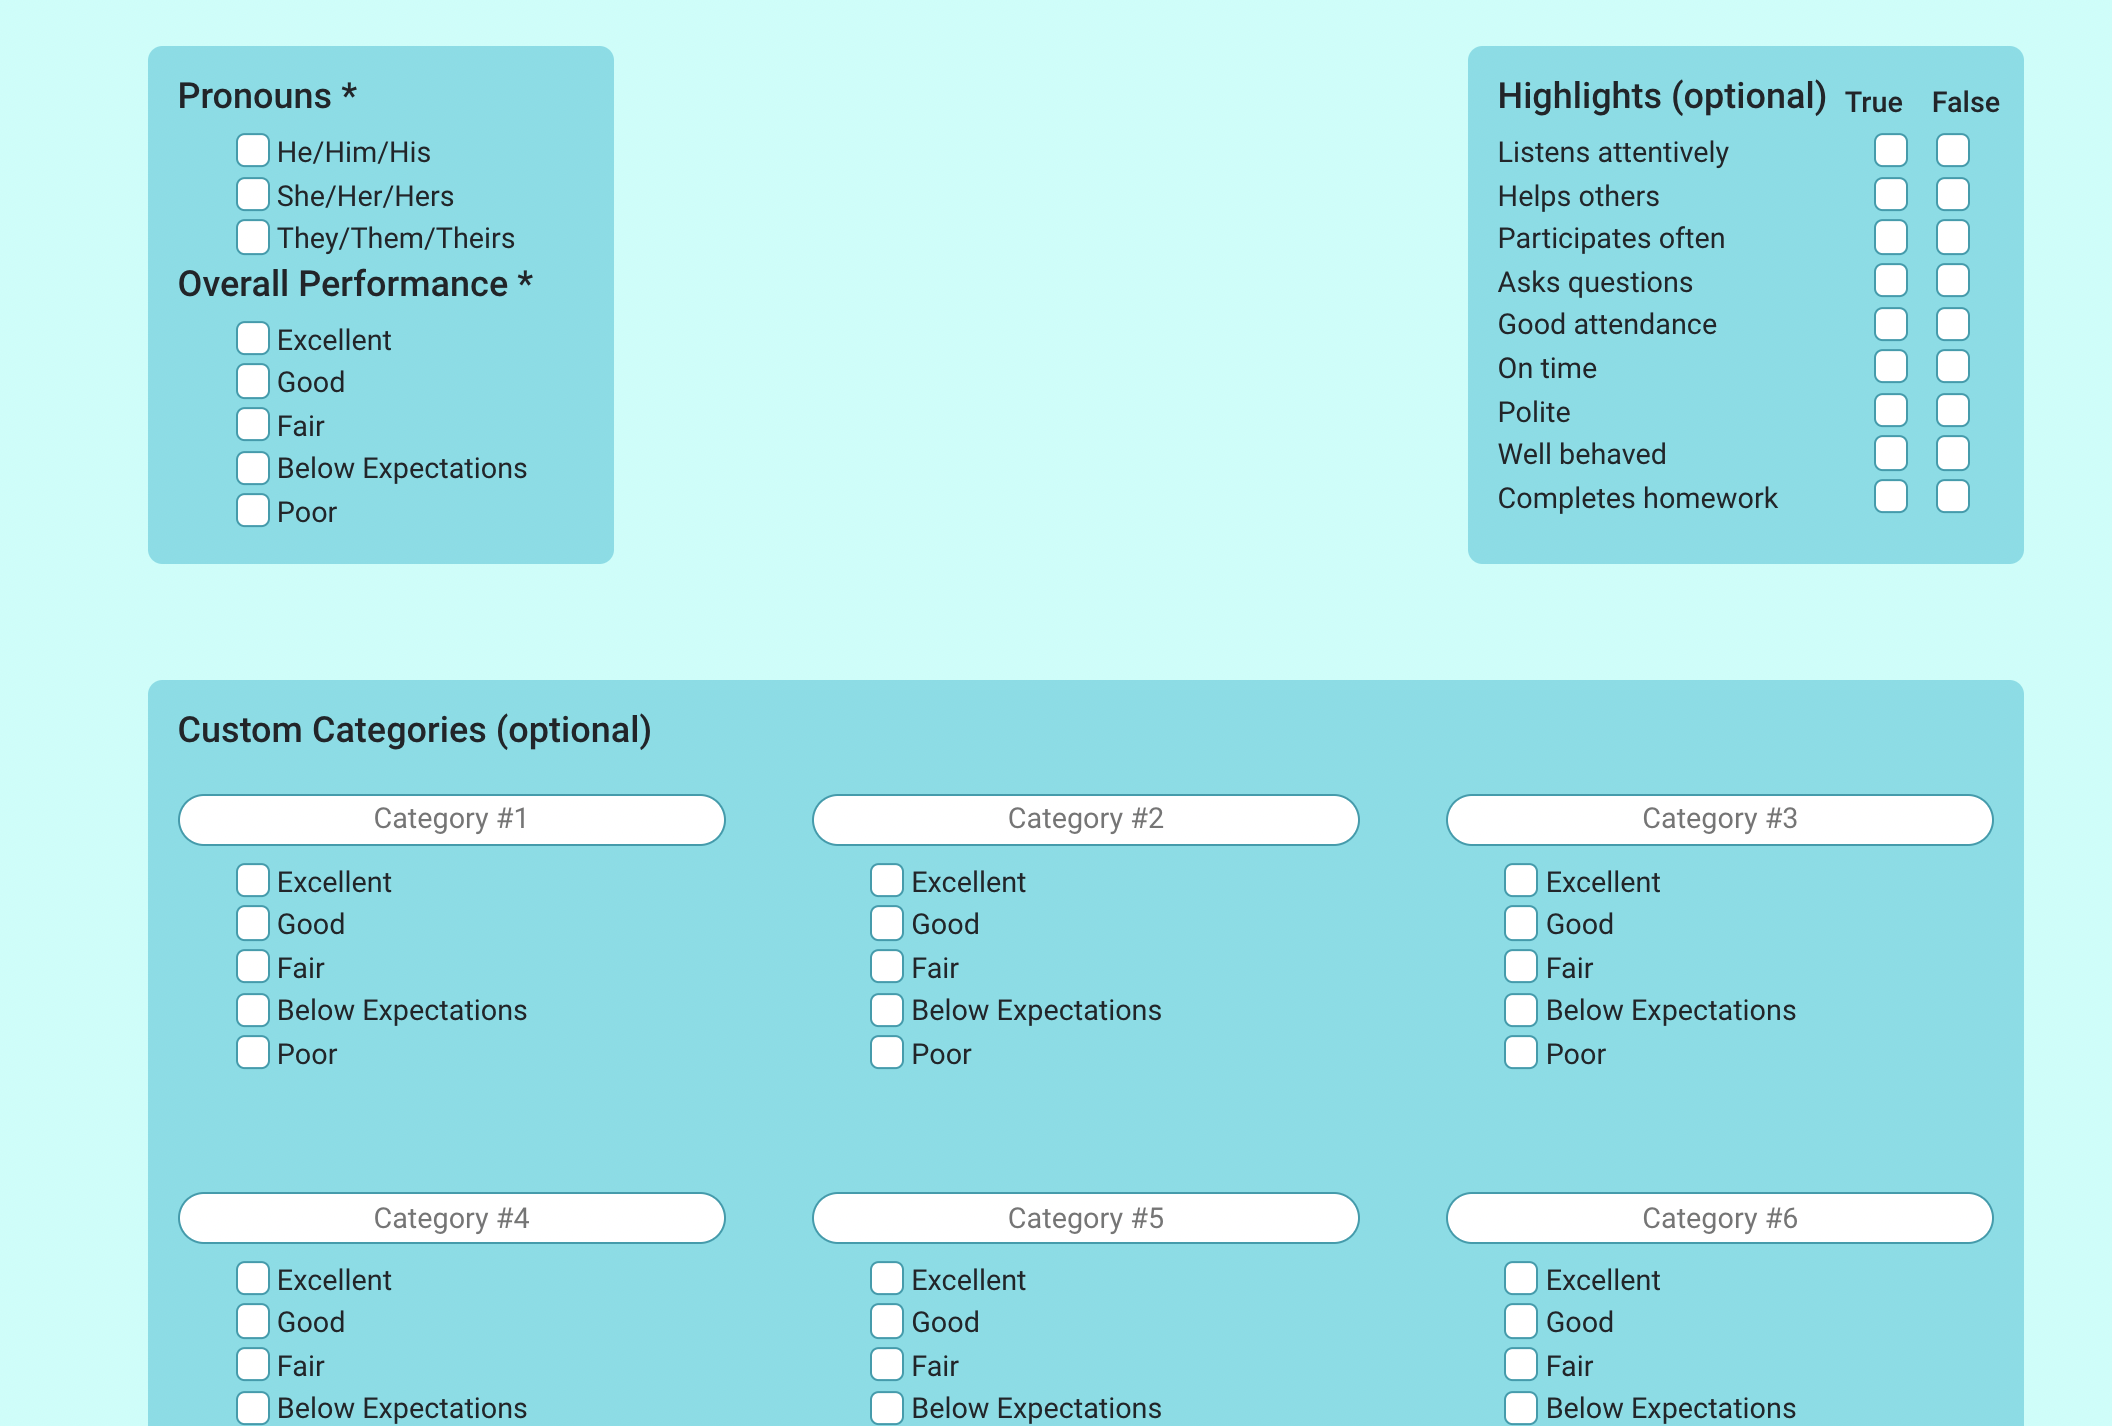 Pronouns *
He/Him/His
She/Her/Hers
They/Them/Theirs
Overall Performance *
Excellent
Good
Fair
Below Expectations
Poor
Highlights (optional) True False
Listens attentively
Helps others
Participates often
Asks questions
Good attendance
On time
Polite
Well behaved
Completes homework
Custom Categories (optional)
Category #1
Excellent
Good
Fair
Below Expectations
Poor
Category #2
Excellent
Good
Fair
Below Expectations
Poor
Category #3
Excellent
Good
Fair
Below Expectations
Poor
Category #4
Excellent
Good
Fair
Below Expectations
Category #5
Excellent
Good
Fair
Below Expectations
Category #6
Excellent
Good
Fair
Below Expectations